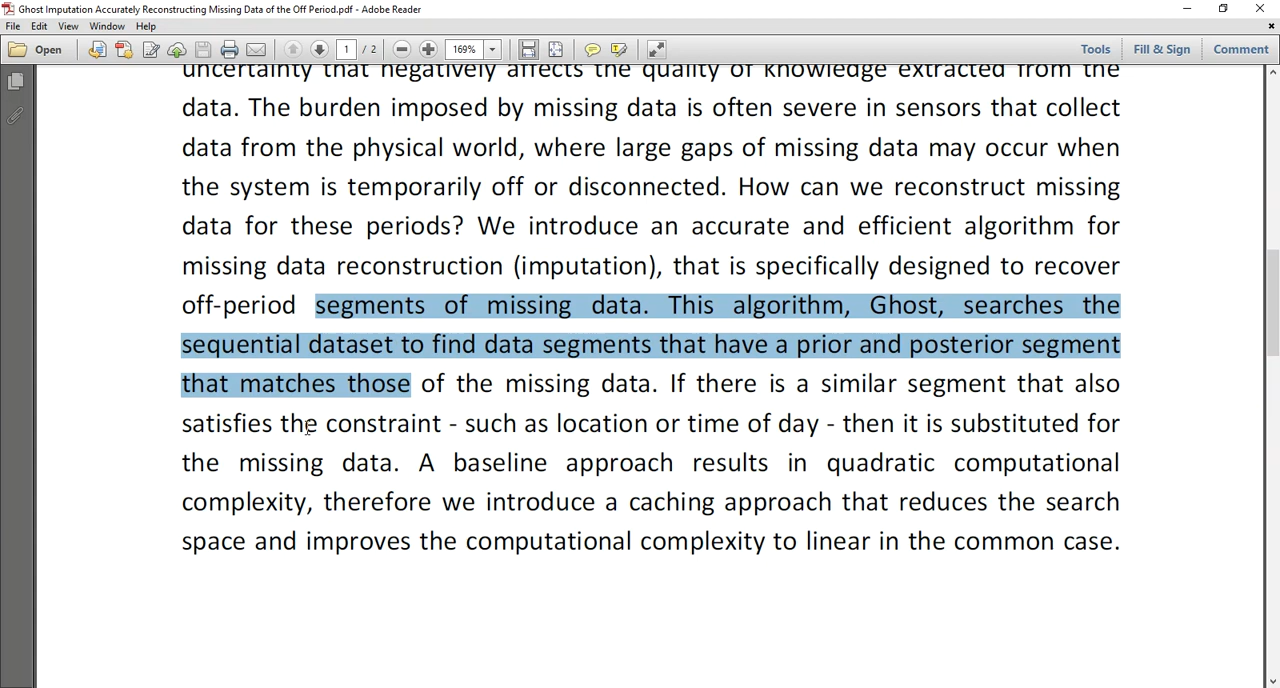 Ghost Imputation Accurately Reconstructing Missing Data of the Off Period.pdf - Adobe Reader
File Edit View Window Help
Open 1 / 2 169% Tools Fill & Sign Comment
uncertainty that negatively affects the quality of knowledge extracted from the
data. The burden imposed by missing data is often severe in sensors that collect
data from the physical world, where large gaps of missing data may occur when
the system is temporarily off or disconnected. How can we reconstruct missing
data for these periods? We introduce an accurate and efficient algorithm for
missing data reconstruction (imputation), that is specifically designed to recover
off-period segments of missing data. This algorithm, Ghost, searches the
sequential dataset to find data segments that have a prior and posterior segment
that matches those of the missing data. If there is a similar segment that also
satisfies the constraint - such as location or time of day - then it is substituted for
the missing data. A baseline approach results in quadratic computational
complexity, therefore we introduce a caching approach that reduces the search
space and improves the computational complexity to linear in the common case.